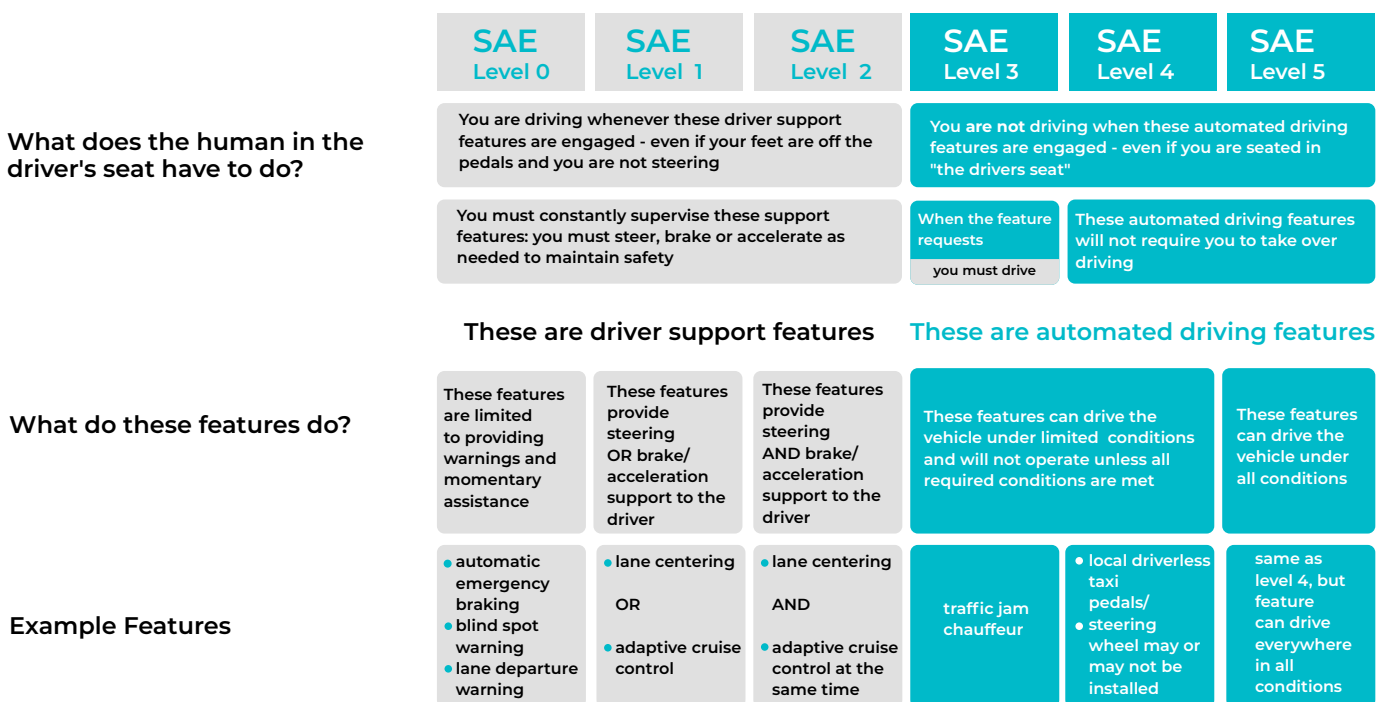 SAE
Level 0
SAE
Level 1
SAE
Level 2
SAE
Level 3
SAE
Level 4
SAE
Level 5
What does the human in the
driver's seat have to do?
You are driving whenever these driver support
features are engaged - even if your feet are off the
pedals and you are not steering
You are not driving when these automated driving
features are engaged - even if you are seated in
"the drivers seat"
You must constantly supervise these support
features: you must steer, brake or accelerate as
needed to maintain safety
When the feature
requests
you must drive
These automated driving features
will not require you to take over
driving
These are driver support features
These are automated driving features
What do these features do?
These features
are limited
to providing
warnings and
momentary
assistance
These features
provide
steering
OR brake/
acceleration
support to the
driver
These features
provide
steering
AND brake/
acceleration
support to the
driver
These features can drive the
vehicle under limited conditions
and will not operate unless all
required conditions are met
These features
can drive the
vehicle under
all conditions
Example Features
• automatic
emergency
braking
• blind spot
warning
• lane departure
warning
• lane centering
OR
• adaptive cruise
control
• lane centering
AND
• adaptive cruise
control at the
same time
traffic jam
chauffeur
• local driverless
taxi
pedals/
• steering
wheel may or
may not be
installed
same as
level 4, but
feature
can drive
everywhere
in all
conditions